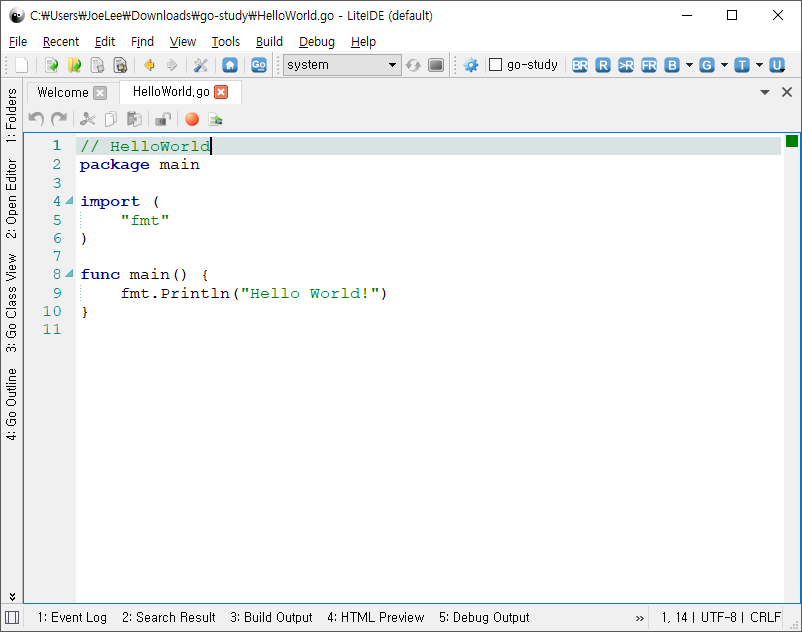 C:₩Users₩JoeLee₩Downloads₩go-study₩HelloWorld.go - LiteIDE (default)
File Recent Edit Find View Tools Build Debug Help
Go system go-study BR R >R FR B G T U
1: Folders
2: Open Editor
3: Go Class View
4: Go Outline
Welcome HelloWorld.go
1 // HelloWorld
2 package main
3
4 import (
5 "fmt"
6 )
7
8 func main() {
9 fmt.Println("Hello World!")
10 }
11
1: Event Log 2: Search Result 3: Build Output 4: HTML Preview 5: Debug Output » 1, 14 | UTF-8 | CRLF